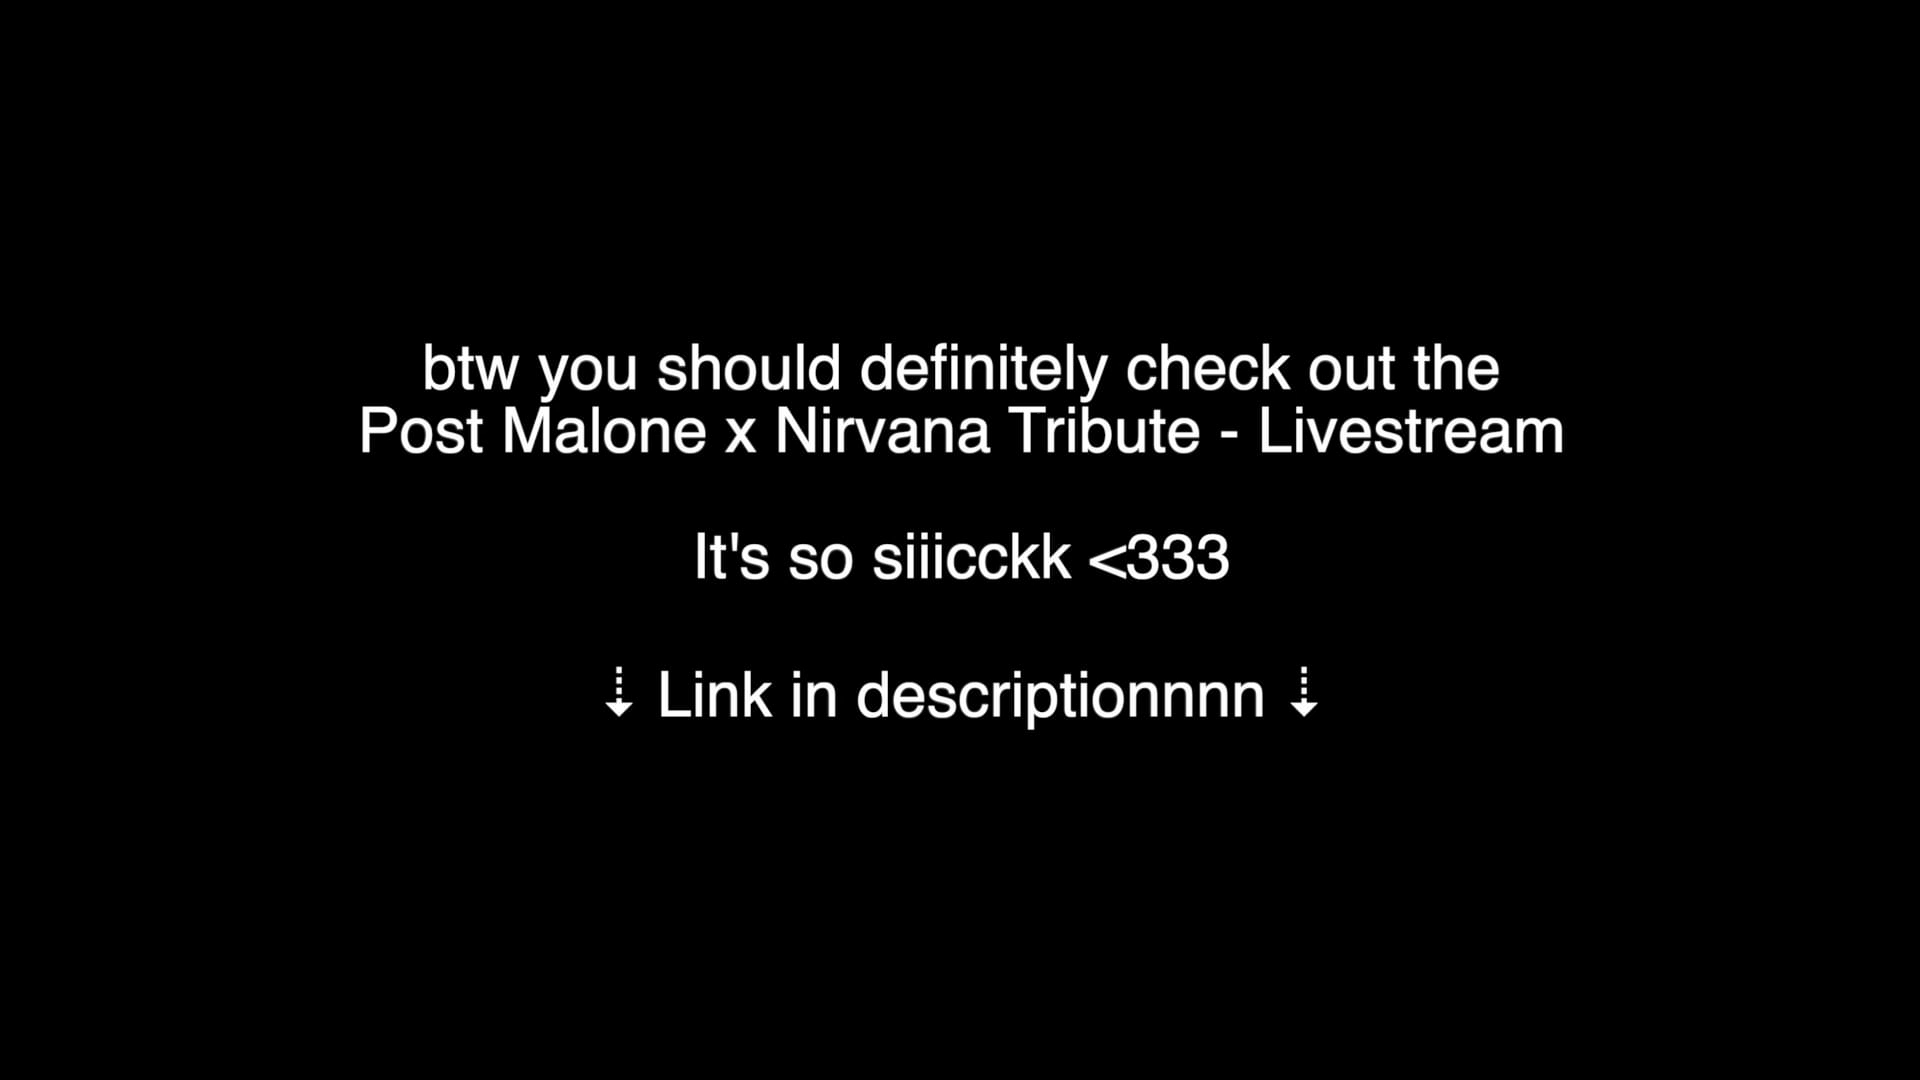 btw you should definitely check out the
Post Malone x Nirvana Tribute - Livestream
It's so siiicckk <333
⇣ Link in descriptionnnn ⇣